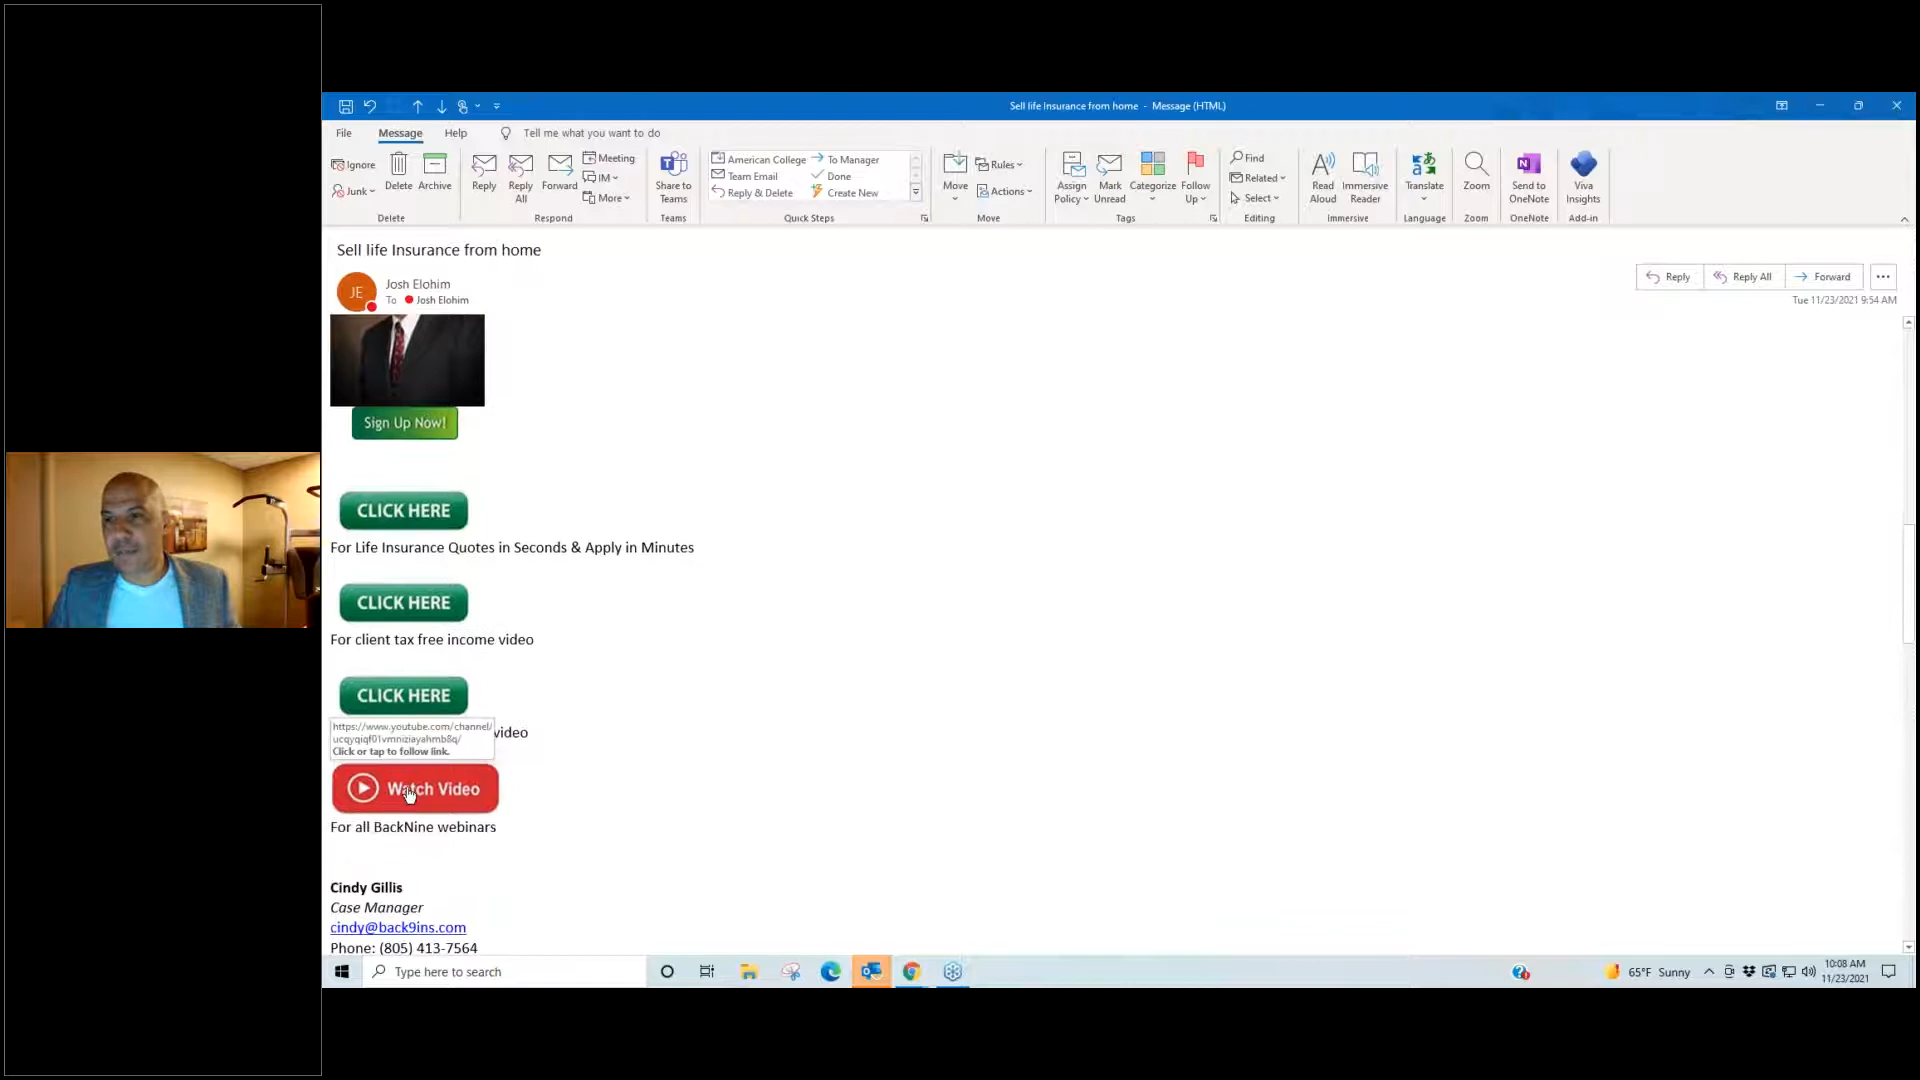 Sell life Insurance from home - Message (HTML)
File Message Help Tell me what you want to do
Ignore
Junk
Delete
Archive
Delete
Reply
Reply All
Forward
Meeting
IM
More
Respond
Share to Teams
Teams
American College
To Manager
Team Email
Done
Reply & Delete
Create New
Quick Steps
Move
Rules
Actions
Move
Assign Policy
Mark Unread
Categorize
Follow Up
Tags
Find
Related
Select
Editing
Read Aloud
Immersive Reader
Immersive
Translate
Language
Zoom
Zoom
Send to OneNote
OneNote
Viva Insights
Add-in
Sell life Insurance from home
JE
Josh Elohim
To Josh Elohim
Reply Reply All Forward
Tue 11/23/2021 9:54 AM
Sign Up Now!
CLICK HERE
For Life Insurance Quotes in Seconds & Apply in Minutes
CLICK HERE
For client tax free income video
CLICK HERE
https://www.youtube.com/channel/
ucqyqiqf01vmniziayahmb8q/
Click or tap to follow link.
video
Watch Video
For all BackNine webinars
Cindy Gillis
Case Manager
cindy@back9ins.com
Phone: (805) 413-7564
Type here to search
65°F Sunny
10:08 AM
11/23/2021